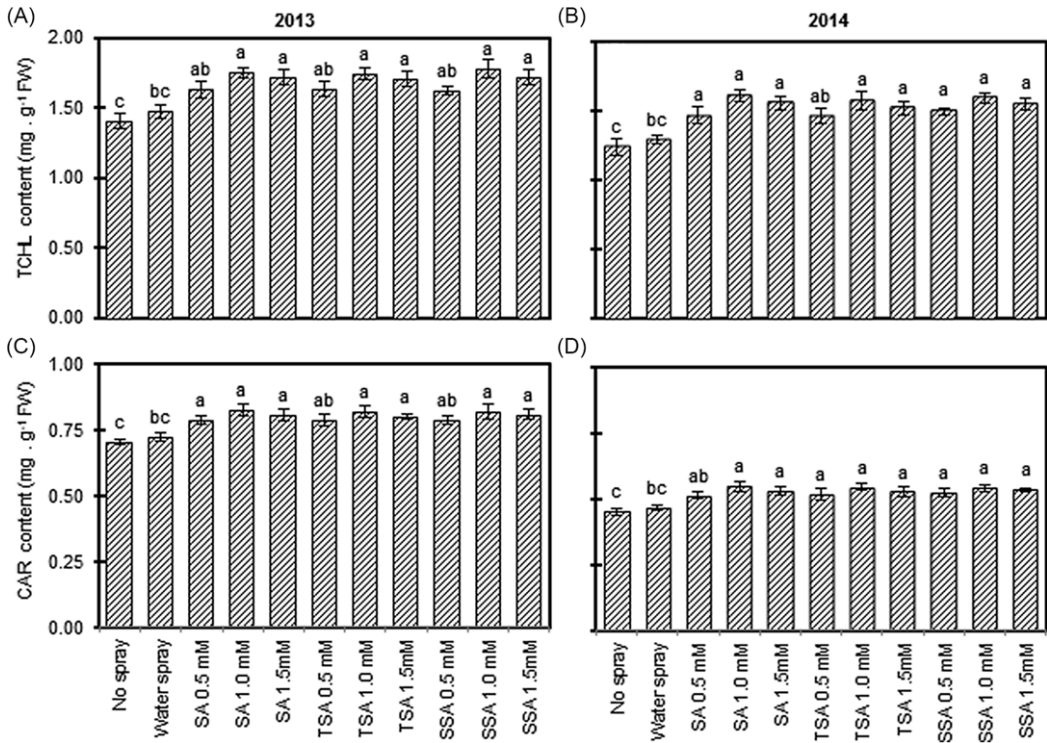 (A)
2013
TCHL content (mg . g⁻¹ FW)
2.00
1.50
1.00
0.50
0.00
c bc ab a a ab a a ab a a
(B)
2014
c bc a a a ab a a a a a
(C)
CAR content (mg . g⁻¹ FW)
1.00
0.75
0.50
0.25
0.00
c bc a a a ab a a ab a a
(D)
c bc ab a a a a a a a a
No spray
Water spray
SA 0.5 mM
SA 1.0 mM
SA 1.5mM
TSA 0.5 mM
TSA 1.0 mM
TSA 1.5mM
SSA 0.5 mM
SSA 1.0 mM
SSA 1.5mM
No spray
Water spray
SA 0.5 mM
SA 1.0 mM
SA 1.5mM
TSA 0.5 mM
TSA 1.0 mM
TSA 1.5mM
SSA 0.5 mM
SSA 1.0 mM
SSA 1.5mM